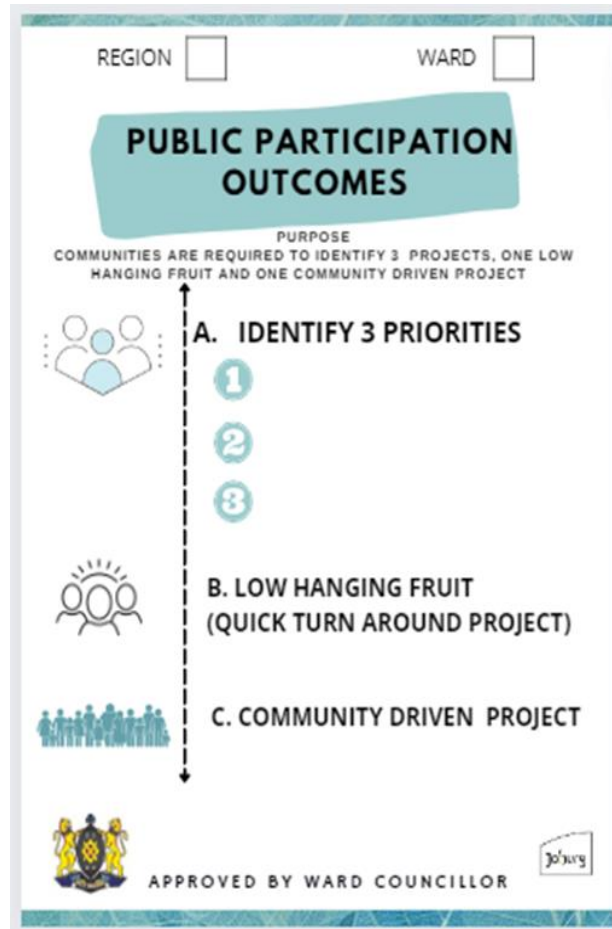 REGION WARD
PUBLIC PARTICIPATION
OUTCOMES
PURPOSE
COMMUNITIES ARE REQUIRED TO IDENTIFY 3 PROJECTS, ONE LOW
HANGING FRUIT AND ONE COMMUNITY DRIVEN PROJECT
A. IDENTIFY 3 PRIORITIES
1
2
3
B. LOW HANGING FRUIT
(QUICK TURN AROUND PROJECT)
C. COMMUNITY DRIVEN PROJECT
APPROVED BY WARD COUNCILLOR
Jo'burg